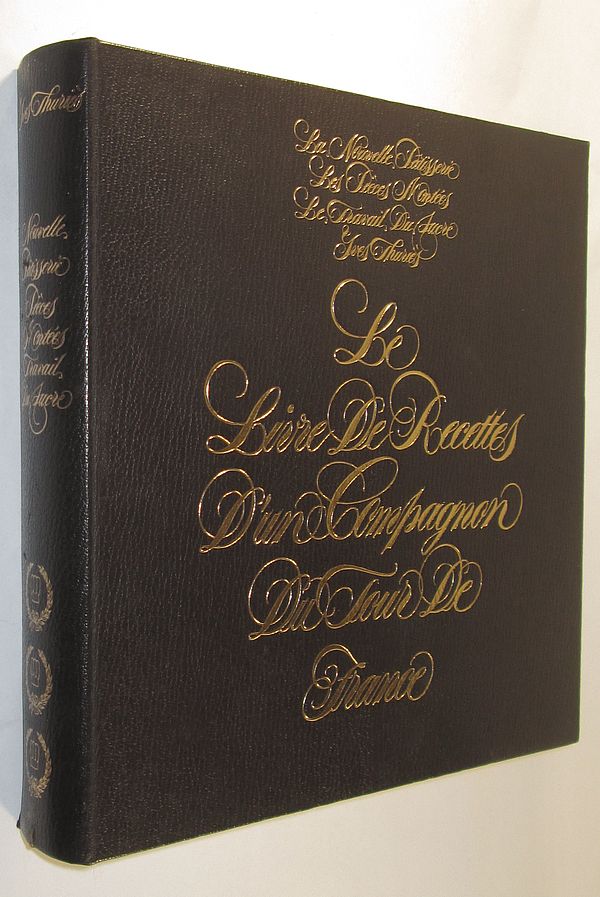 La Nouvelle Pâtisserie
Les Pièces Montées
Le Travail Du Sucre
Yves Thuriès
Le
Livre De Recettes
D'un Compagnon
Du Tour De
France
Yves Thuriès
Nouvelle
Pâtisserie
Pièces
Montées
Travail
Du Sucre